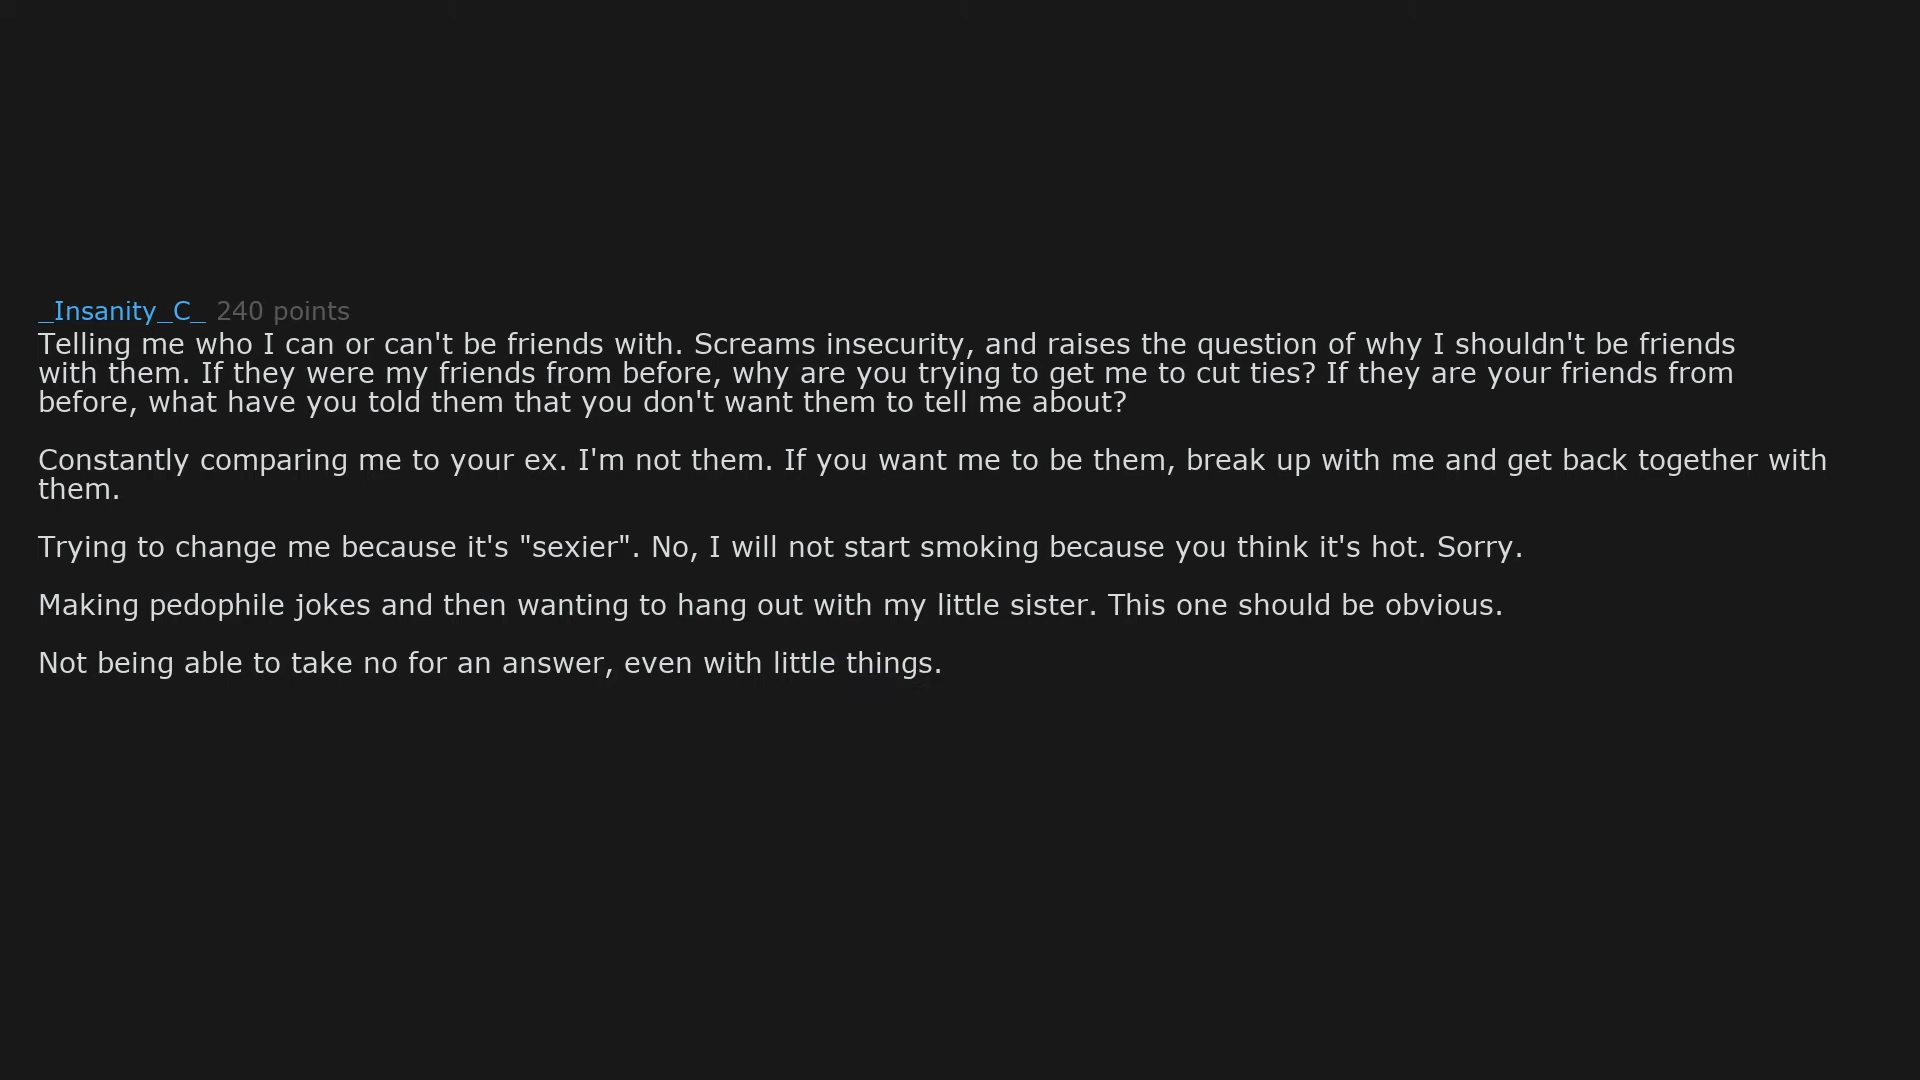 _Insanity_C_ 240 points
Telling me who I can or can't be friends with. Screams insecurity, and raises the question of why I shouldn't be friends
with them. If they were my friends from before, why are you trying to get me to cut ties? If they are your friends from
before, what have you told them that you don't want them to tell me about?
Constantly comparing me to your ex. I'm not them. If you want me to be them, break up with me and get back together with
them.
Trying to change me because it's "sexier". No, I will not start smoking because you think it's hot. Sorry.
Making pedophile jokes and then wanting to hang out with my little sister. This one should be obvious.
Not being able to take no for an answer, even with little things.